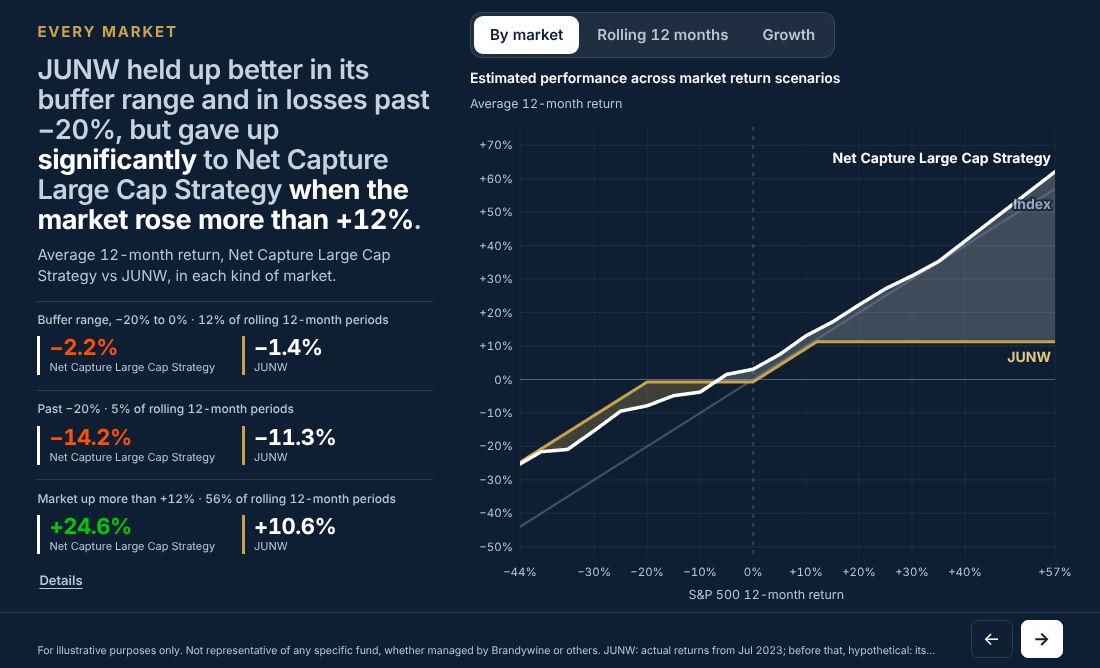 EVERY MARKET
JUNW held up better in its
buffer range and in losses past
−20%, but gave up
significantly to Net Capture
Large Cap Strategy when the
market rose more than +12%.
Average 12-month return, Net Capture Large Cap
Strategy vs JUNW, in each kind of market.
Buffer range, −20% to 0% · 12% of rolling 12-month periods
−2.2% −1.4%
Net Capture Large Cap Strategy JUNW
Past −20% · 5% of rolling 12-month periods
−14.2% −11.3%
Net Capture Large Cap Strategy JUNW
Market up more than +12% · 56% of rolling 12-month periods
+24.6% +10.6%
Net Capture Large Cap Strategy JUNW
Details
By market Rolling 12 months Growth
Estimated performance across market return scenarios
Average 12-month return
+70%
+60%
+50%
+40%
+30%
+20%
+10%
0%
−10%
−20%
−30%
−40%
−50%
Net Capture Large Cap Strategy
Index
JUNW
−44% −30% −20% −10% 0% +10% +20% +30% +40% +57%
S&P 500 12-month return
For illustrative purposes only. Not representative of any specific fund, whether managed by Brandywine or others. JUNW: actual returns from Jul 2023; before that, hypothetical: its…